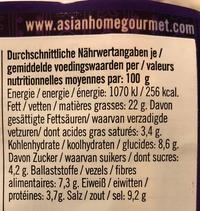 www.asianhomegourmet.com
Durchschnittliche Nährwertangaben je /
gemiddelde voedingswaarden per / valeurs
nutritionnelles moyennes par: 100 g
Energie / energie / énergie: 1070 kJ / 256 kcal.
Fett / vetten / matières grasses: 22 g. Davon
gesättigte Fettsäuren/ waarvan verzadigde
vetzuren/ dont acides gras saturés: 3,4 g.
Kohlenhydrate / koolhydraten / glucides: 8,6 g.
Davon Zucker / waarvan suikers / dont sucres:
4,2 g. Ballaststoffe / vezels / fibres
alimentaires: 7,3 g. Eiweiß / eiwitten /
protéines: 3,7g. Salz / zout / sel: 9,2 g